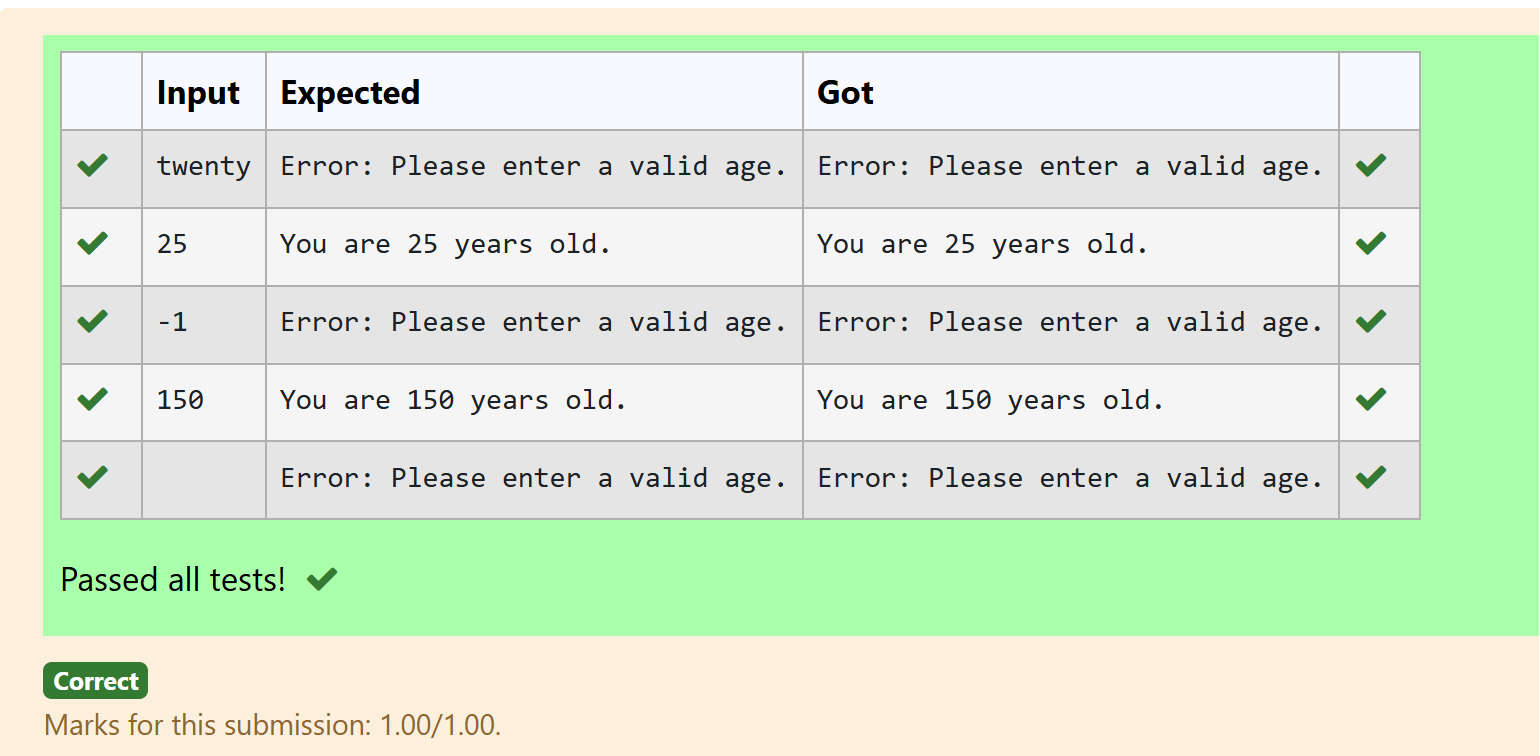 Input Expected Got
twenty Error: Please enter a valid age. Error: Please enter a valid age.
25 You are 25 years old. You are 25 years old.
-1 Error: Please enter a valid age. Error: Please enter a valid age.
150 You are 150 years old. You are 150 years old.
Error: Please enter a valid age. Error: Please enter a valid age.
Passed all tests!
Correct
Marks for this submission: 1.00/1.00.